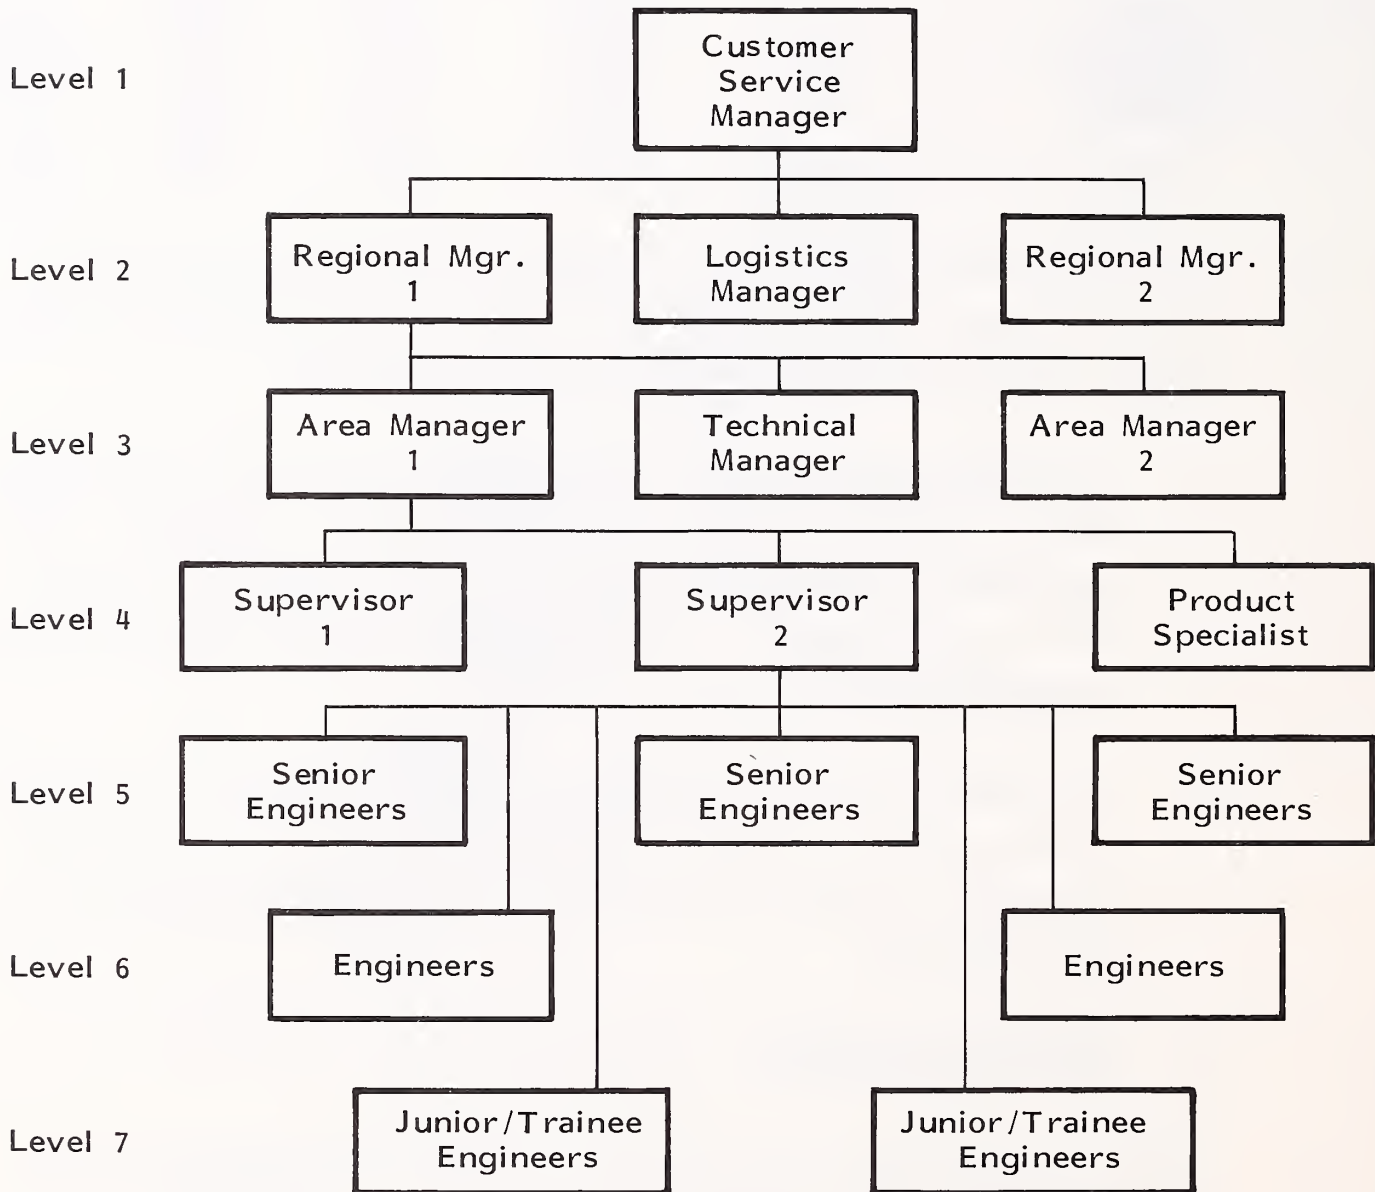 Level 1
Customer
Service
Manager
Level 2
Regional Mgr.
1
Logistics
Manager
Regional Mgr.
2
Level 3
Area Manager
1
Technical
Manager
Area Manager
2
Level 4
Supervisor
1
Supervisor
2
Product
Specialist
Level 5
Senior
Engineers
Senior
Engineers
Senior
Engineers
Level 6
Engineers
Engineers
Level 7
Junior/Trainee
Engineers
Junior/Trainee
Engineers